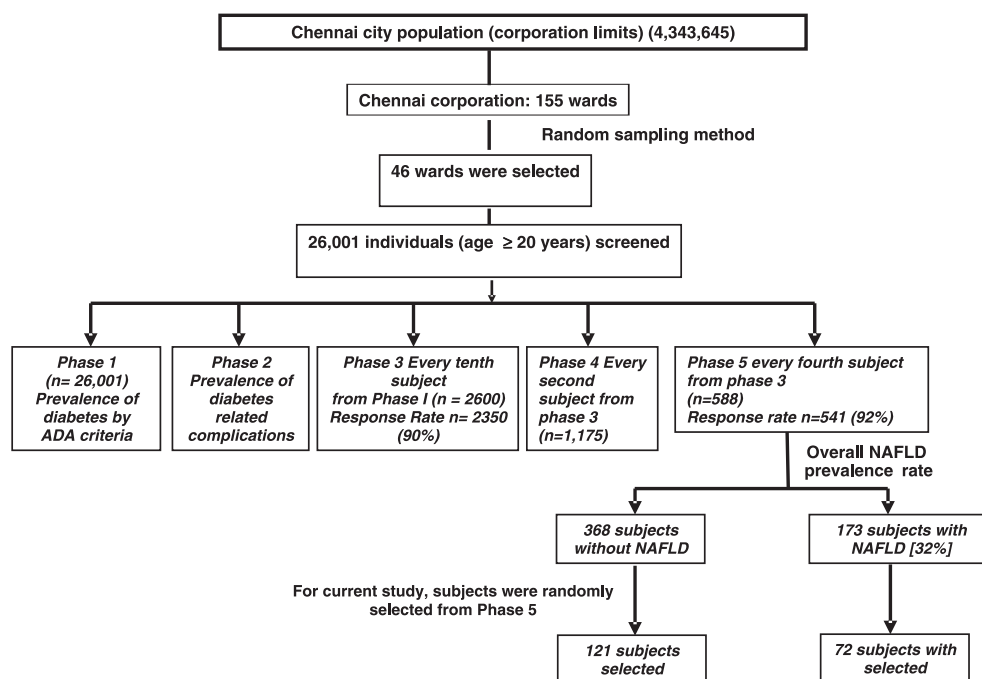 Chennai city population (corporation limits) (4,343,645)
Chennai corporation: 155 wards
Random sampling method
46 wards were selected
26,001 individuals (age ≥ 20 years) screened
Phase 1
(n= 26,001)
Prevalence of
diabetes by
ADA criteria
Phase 2
Prevalence of
diabetes
related
complications
Phase 3 Every tenth
subject
from Phase I (n = 2600)
Response Rate n= 2350
(90%)
Phase 4 Every
second
subject from
phase 3
(n=1,175)
Phase 5 every fourth subject
from phase 3
(n=588)
Response rate n=541 (92%)
Overall NAFLD
prevalence rate
368 subjects
without NAFLD
173 subjects with
NAFLD [32%]
For current study, subjects were randomly
selected from Phase 5
121 subjects
selected
72 subjects with
selected